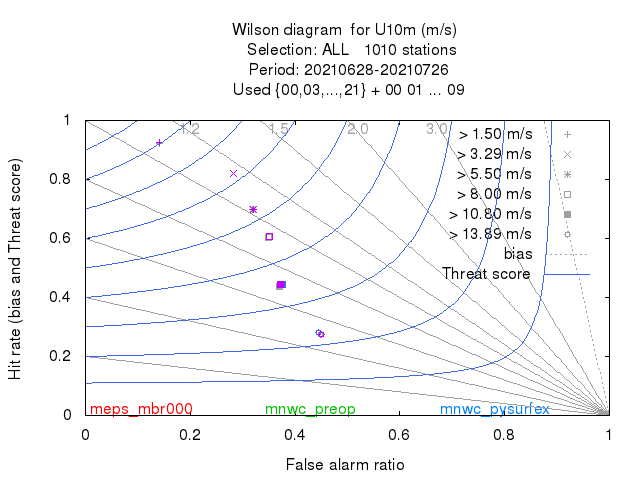 Wilson diagram for U10m (m/s)
Selection: ALL 1010 stations
Period: 20210628-20210726
Used {00,03,...,21} + 00 01 ... 09
1.2 1.5 2.0 3.0
> 1.50 m/s
> 3.29 m/s
> 5.50 m/s
> 8.00 m/s
> 10.80 m/s
> 13.89 m/s
bias
Threat score
Hit rate (bias and Threat score)
1
0.8
0.6
0.4
0.2
0
meps_mbr000 mnwc_preop mnwc_pysurfex
0 0.2 0.4 0.6 0.8 1
False alarm ratio